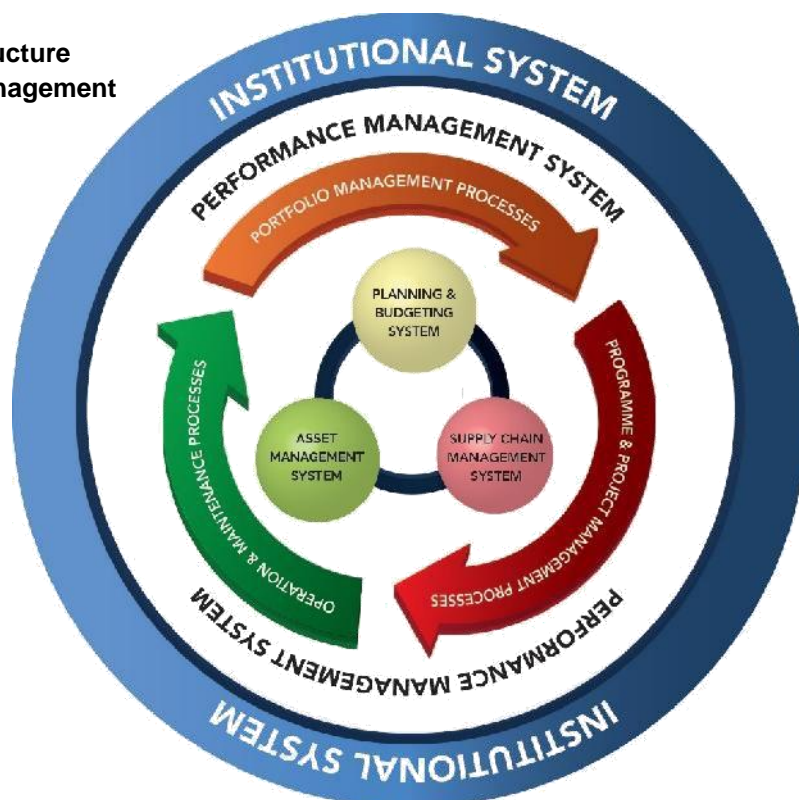 ucture
nagement
INSTITUTIONAL SYSTEM
PERFORMANCE MANAGEMENT SYSTEM
PORTFOLIO MANAGEMENT PROCESSES
PLANNING &
BUDGETING
SYSTEM
PROGRAMME & PROJECT MANAGEMENT PROCESSES
ASSET
MANAGEMENT
SYSTEM
SUPPLY CHAIN
MANAGEMENT
SYSTEM
OPERATION & MAINTENANCE PROCESSES
PERFORMANCE MANAGEMENT SYSTEM
INSTITUTIONAL SYSTEM